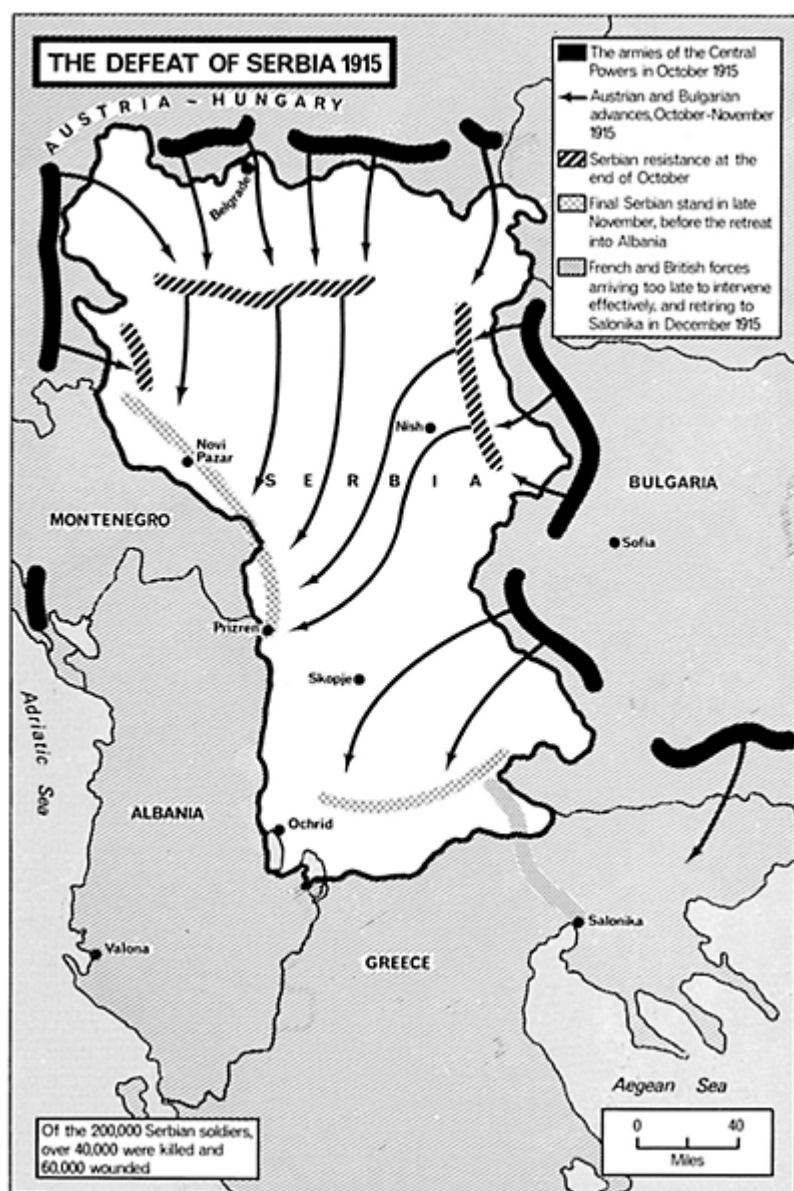 THE DEFEAT OF SERBIA 1915
The armies of the Central
Powers in October 1915
Austrian and Bulgarian
advances, October-November
1915
Serbian resistance at the
end of October
Final Serbian stand in late
November, before the retreat
into Albania
French and British forces
arriving too late to intervene
effectively, and retiring to
Salonika in December 1915
AUSTRIA - HUNGARY
Belgrade
Nish
Novi
Pazar
SERBIA
BULGARIA
MONTENEGRO
Sofia
Prizren
Skopje
Adriatic Sea
ALBANIA
Ochrid
Salonika
Valona
GREECE
Aegean Sea
Of the 200,000 Serbian soldiers,
over 40,000 were killed and
60,000 wounded
0 40
Miles